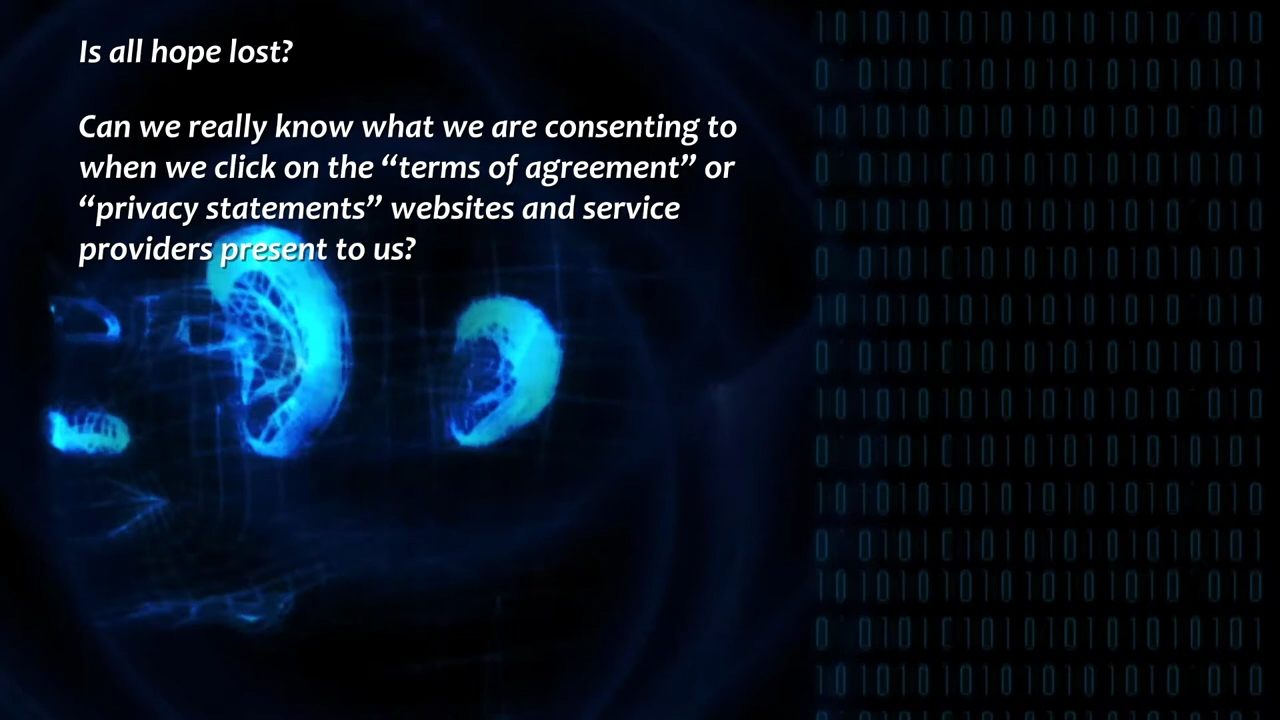 Is all hope lost?
Can we really know what we are consenting to
when we click on the “terms of agreement” or
“privacy statements” websites and service
providers present to us?